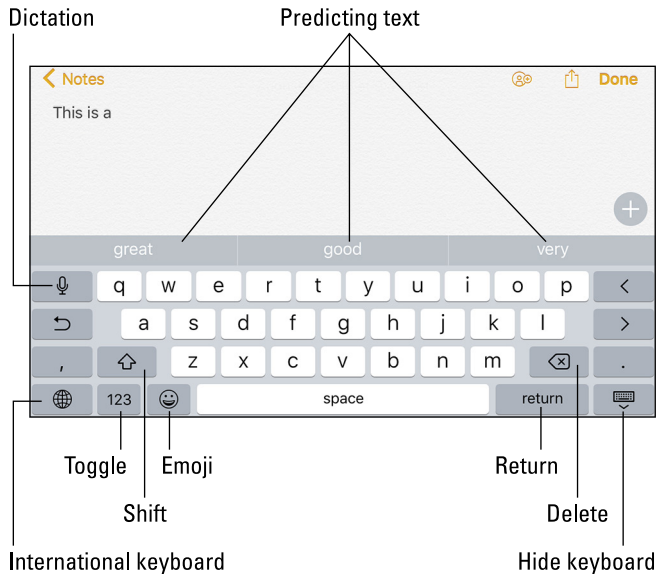 Dictation Predicting text
Notes Done
This is a
great good very
q w e r t y u i o p <
a s d f g h j k l >
, z x c v b n m .
123 space return
Toggle Emoji Return
Shift Delete
International keyboard Hide keyboard